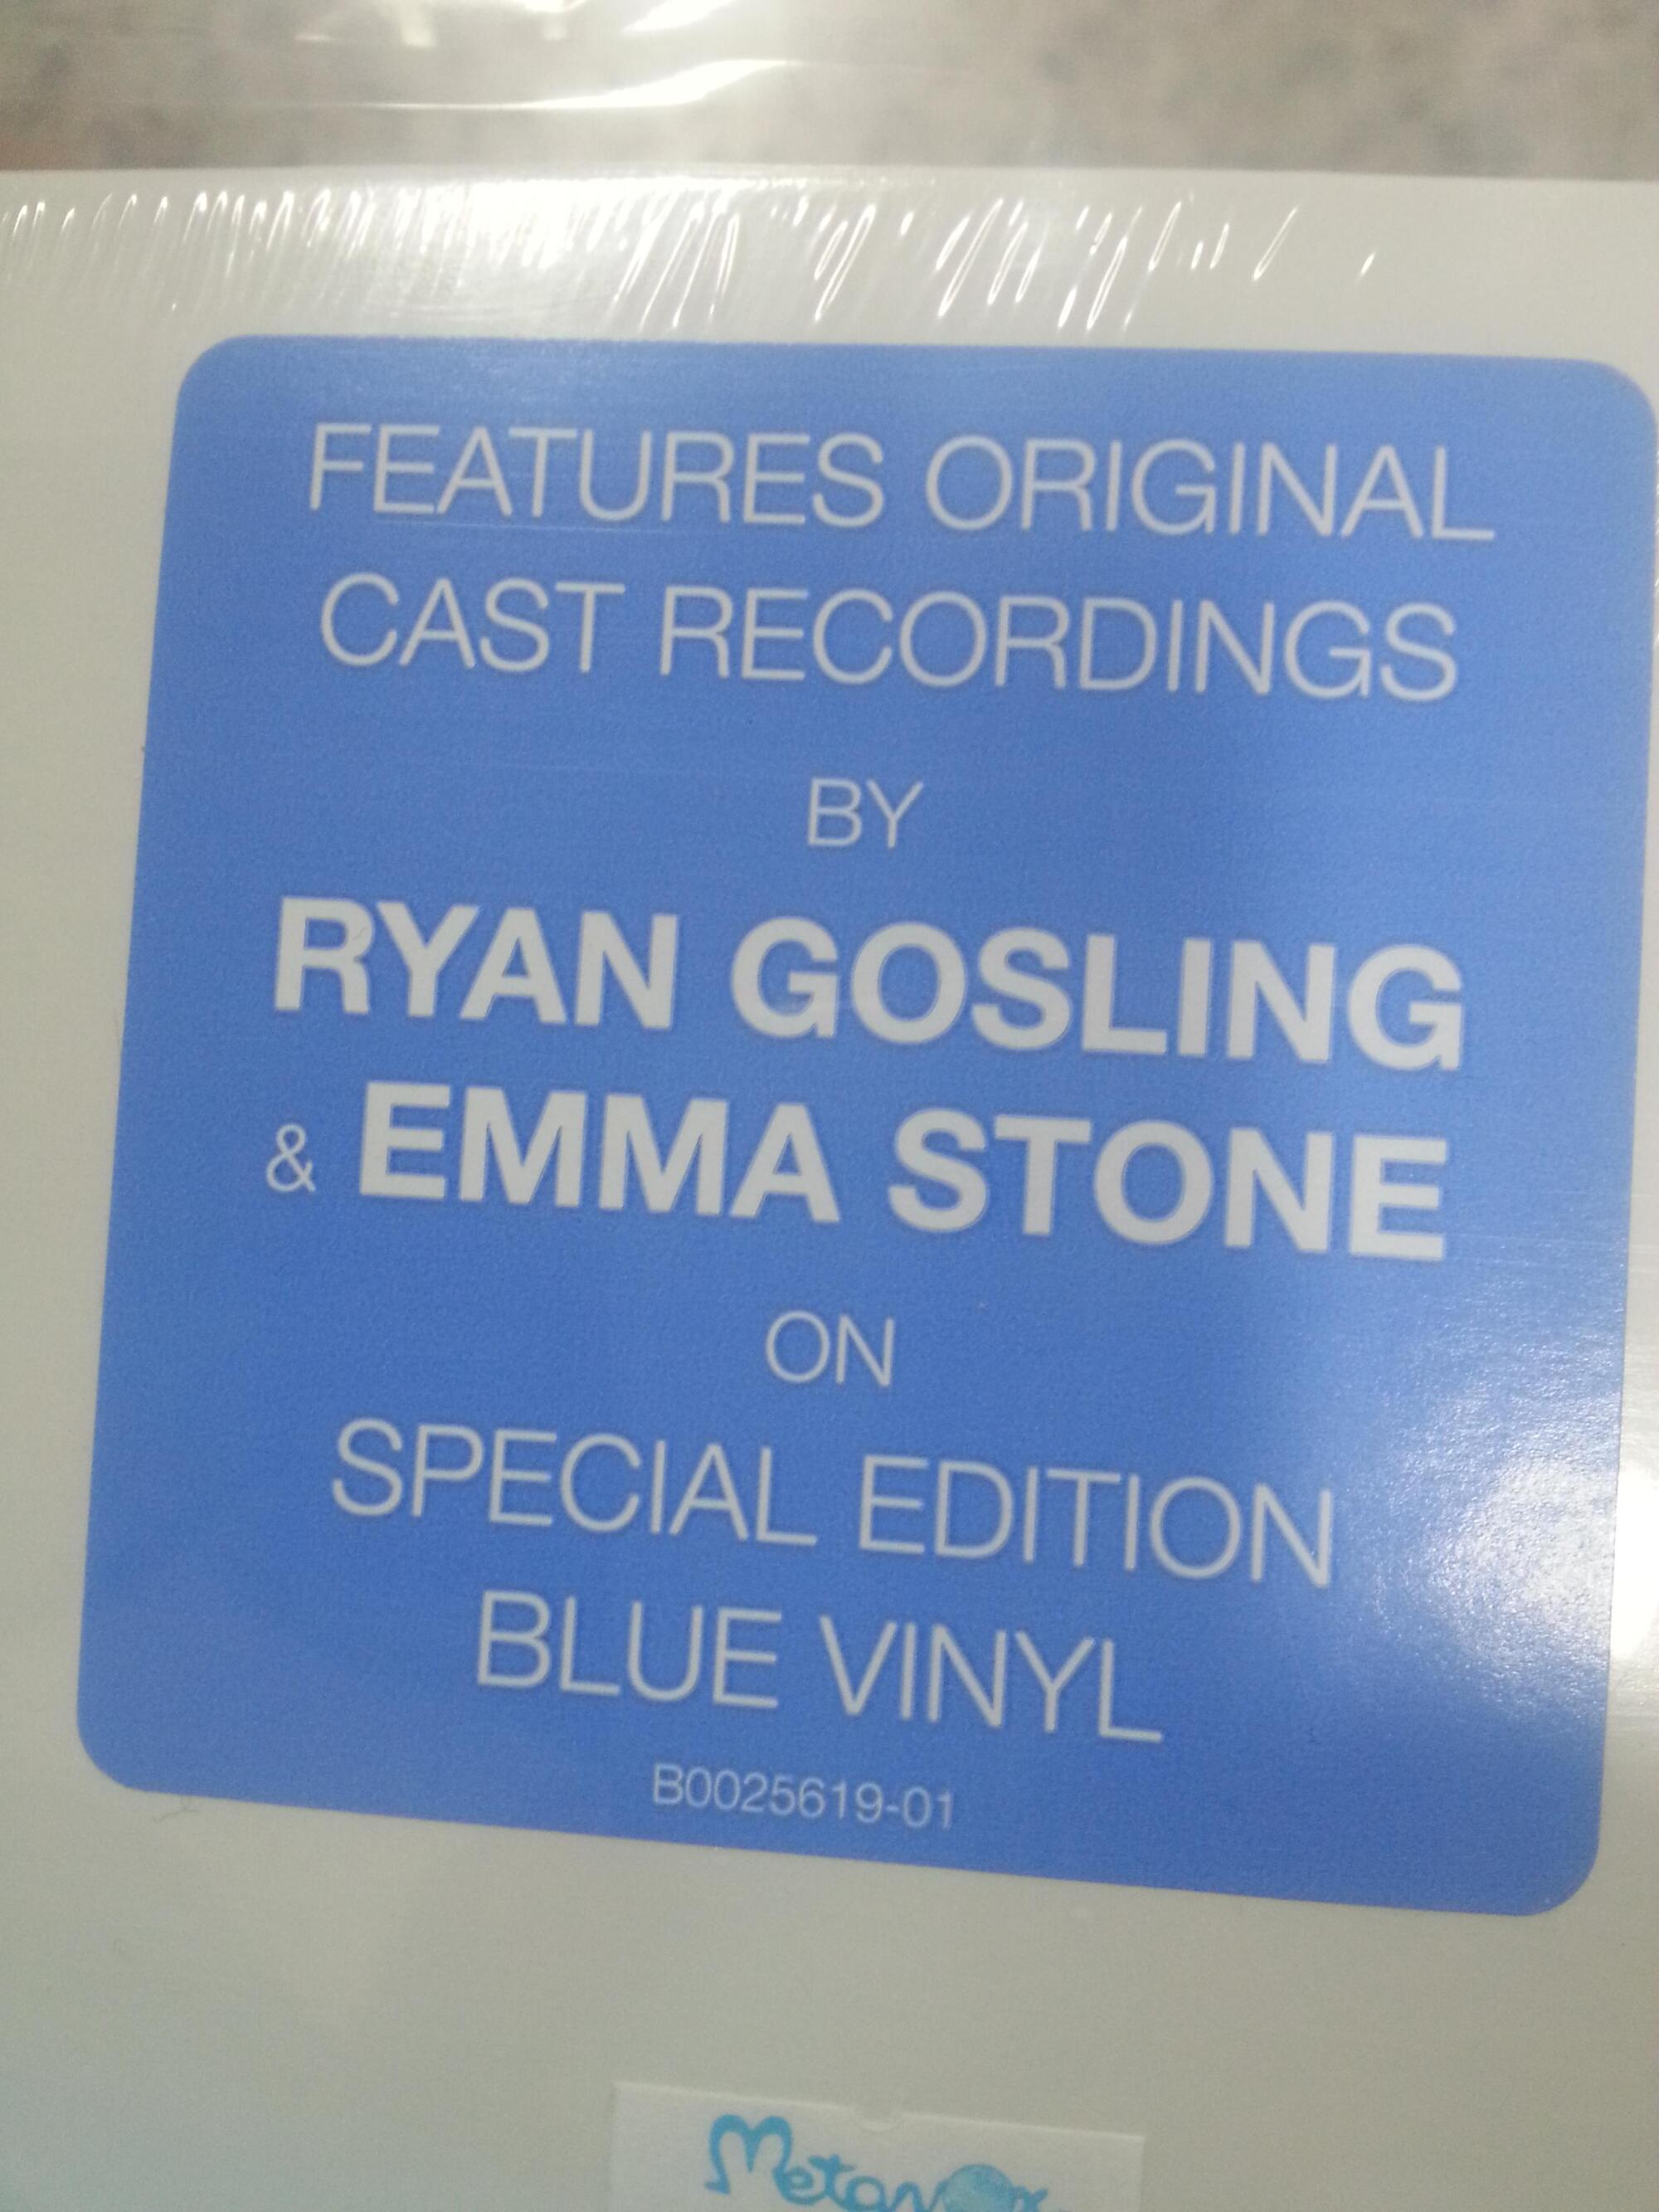 FEATURES ORIGINAL
CAST RECORDINGS
BY
RYAN GOSLING
& EMMA STONE
ON
SPECIAL EDITION
BLUE VINYL
B0025619-01